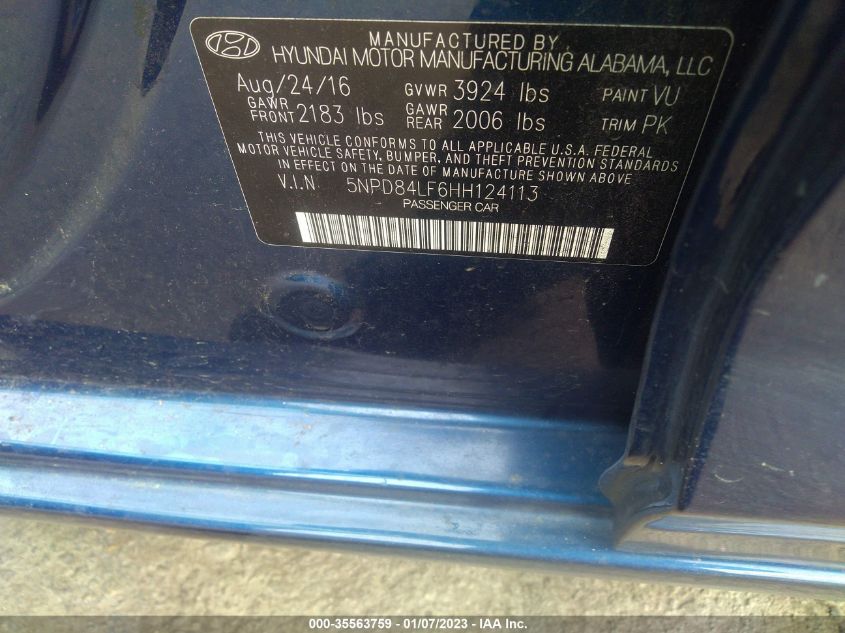 MANUFACTURED BY
HYUNDAI MOTOR MANUFACTURING ALABAMA, LLC
Aug/24/16 GVWR 3924 lbs PAINT VU
GAWR FRONT 2183 lbs GAWR REAR 2006 lbs TRIM PK
THIS VEHICLE CONFORMS TO ALL APPLICABLE U.S.A. FEDERAL
MOTOR VEHICLE SAFETY, BUMPER, AND THEFT PREVENTION STANDARDS
IN EFFECT ON THE DATE OF MANUFACTURE SHOWN ABOVE
V.I.N 5NPD84LF6HH124113
PASSENGER CAR
000-35563759 | 01/07/2023 | © IAA Inc.